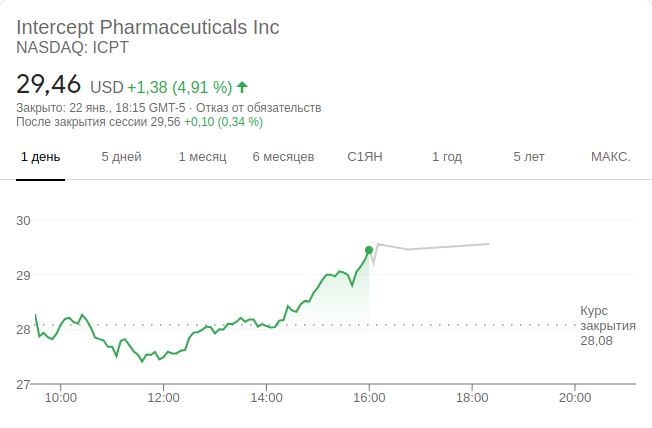 Intercept Pharmaceuticals Inc
NASDAQ: ICPT
29,46 USD +1,38 (4,91 %)
Закрыто: 22 янв., 18:15 GMT-5 · Отказ от обязательств
После закрытия сессии 29,56 +0,10 (0,34 %)
1 день 5 дней 1 месяц 6 месяцев С1ЯН 1 год 5 лет МАКС.
30
29
28
27
Курс
закрытия
28,08
10:00 12:00 14:00 16:00 18:00 20:00